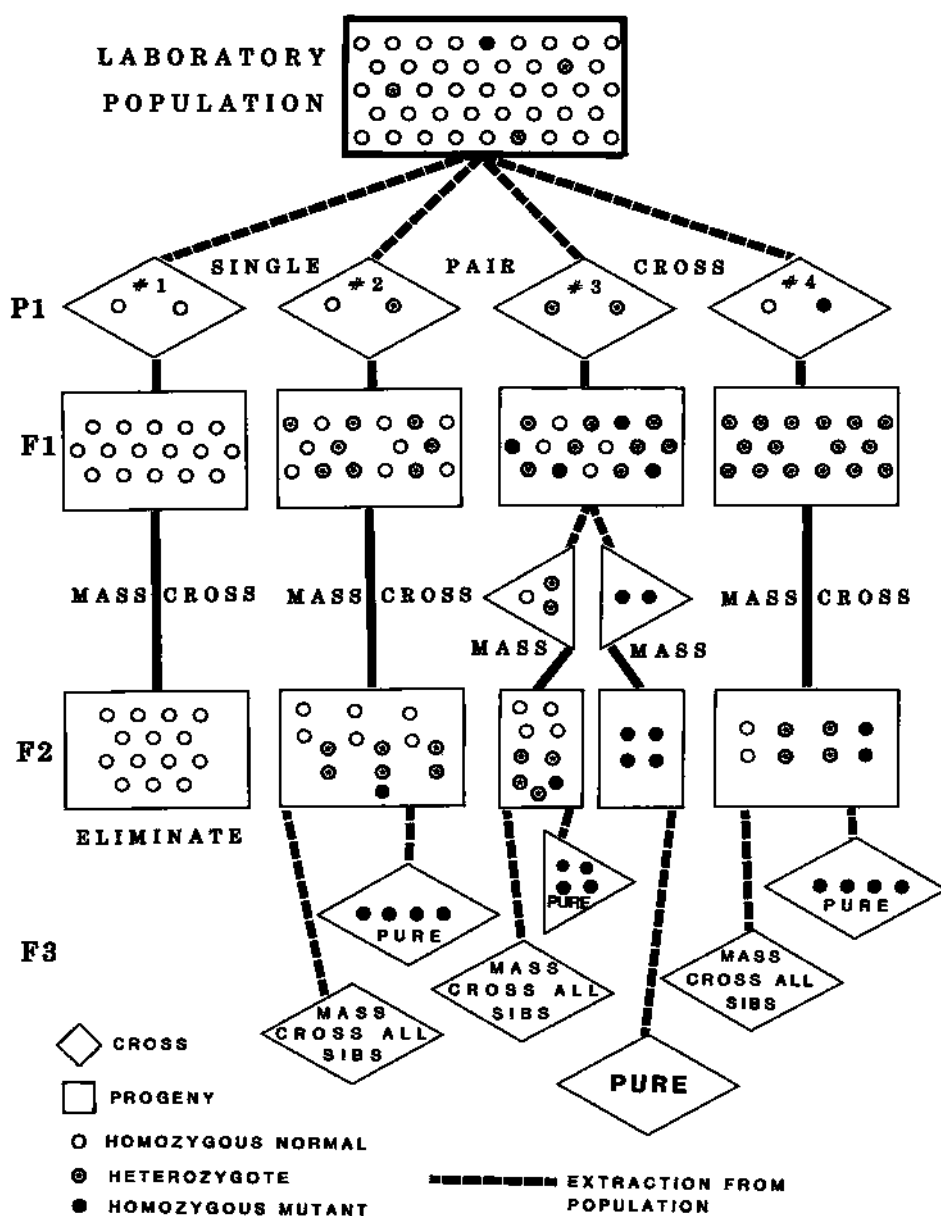 LABORATORY
POPULATION
SINGLE PAIR CROSS
P1 #1 #2 #3 #4
F1
MASS CROSS MASS CROSS MASS CROSS
MASS MASS
F2
ELIMINATE
PURE PURE PURE
F3
MASS
CROSS ALL
SIBS
MASS
CROSS ALL
SIBS
MASS
CROSS ALL
SIBS
PURE
CROSS
PROGENY
HOMOZYGOUS NORMAL
HETEROZYGOTE
HOMOZYGOUS MUTANT
EXTRACTION FROM
POPULATION